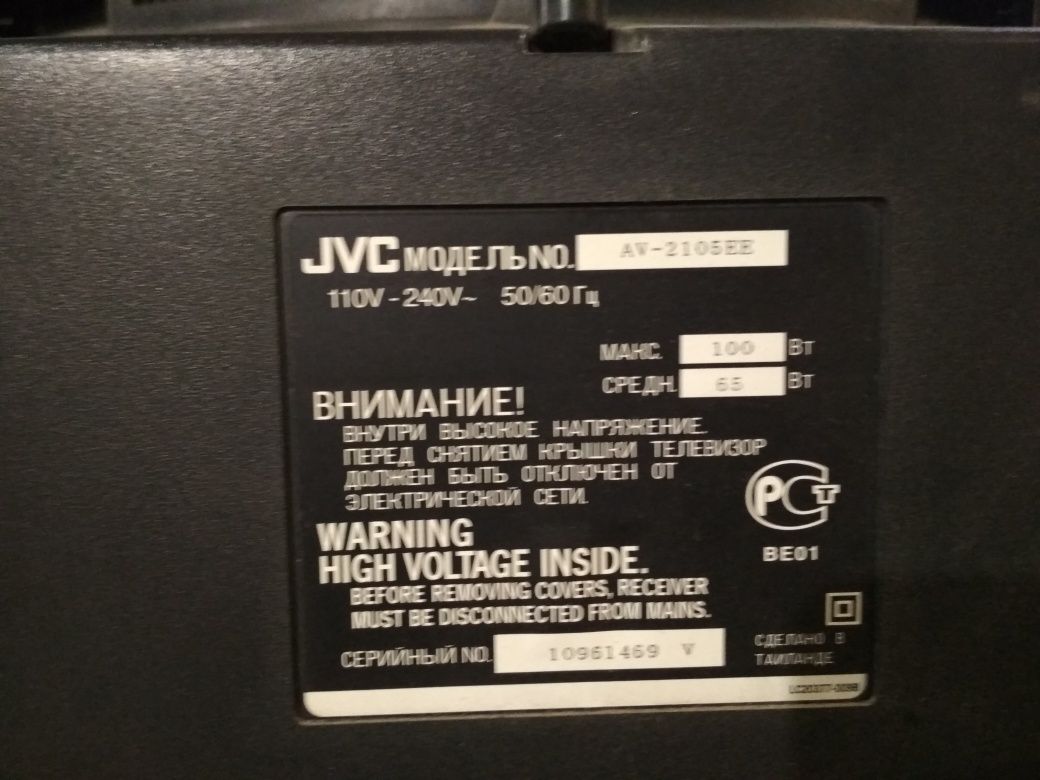 JVC МОДЕЛЬ NO. AV-2105EE
110V - 240V~ 50/60 Гц
МАКС. 100 Вт
СРЕДН. 65 Вт
ВНИМАНИЕ!
ВНУТРИ ВЫСОКОЕ НАПРЯЖЕНИЕ.
ПЕРЕД СНЯТИЕМ КРЫШКИ ТЕЛЕВИЗОР
ДОЛЖЕН БЫТЬ ОТКЛЮЧЕН ОТ
ЭЛЕКТРИЧЕСКОЙ СЕТИ.
РСТ
BE01
WARNING
HIGH VOLTAGE INSIDE.
BEFORE REMOVING COVERS, RECEIVER
MUST BE DISCONNECTED FROM MAINS.
СЕРИЙНЫЙ NO. 10961469 V
СДЕЛАНО В
ТАИЛАНДЕ